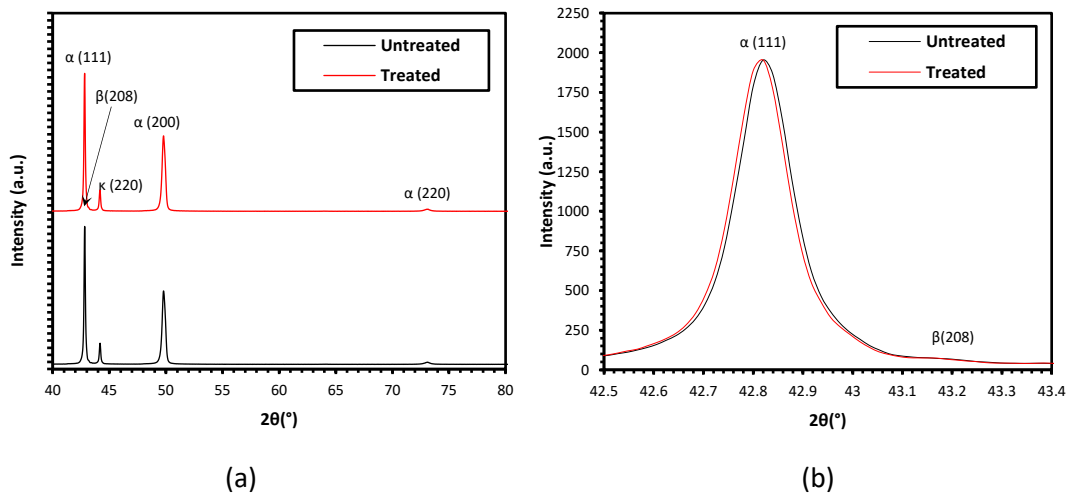 Untreated
Treated
α (111)
β(208)
α (200)
κ (220)
α (220)
Intensity (a.u.)
40 45 50 55 60 65 70 75 80
2θ(°)
(a)
2250
2000
1750
1500
1250
1000
750
500
250
0
α (111)
Untreated
Treated
β(208)
Intensity (a.u.)
42.5 42.6 42.7 42.8 42.9 43 43.1 43.2 43.3 43.4
2θ(°)
(b)